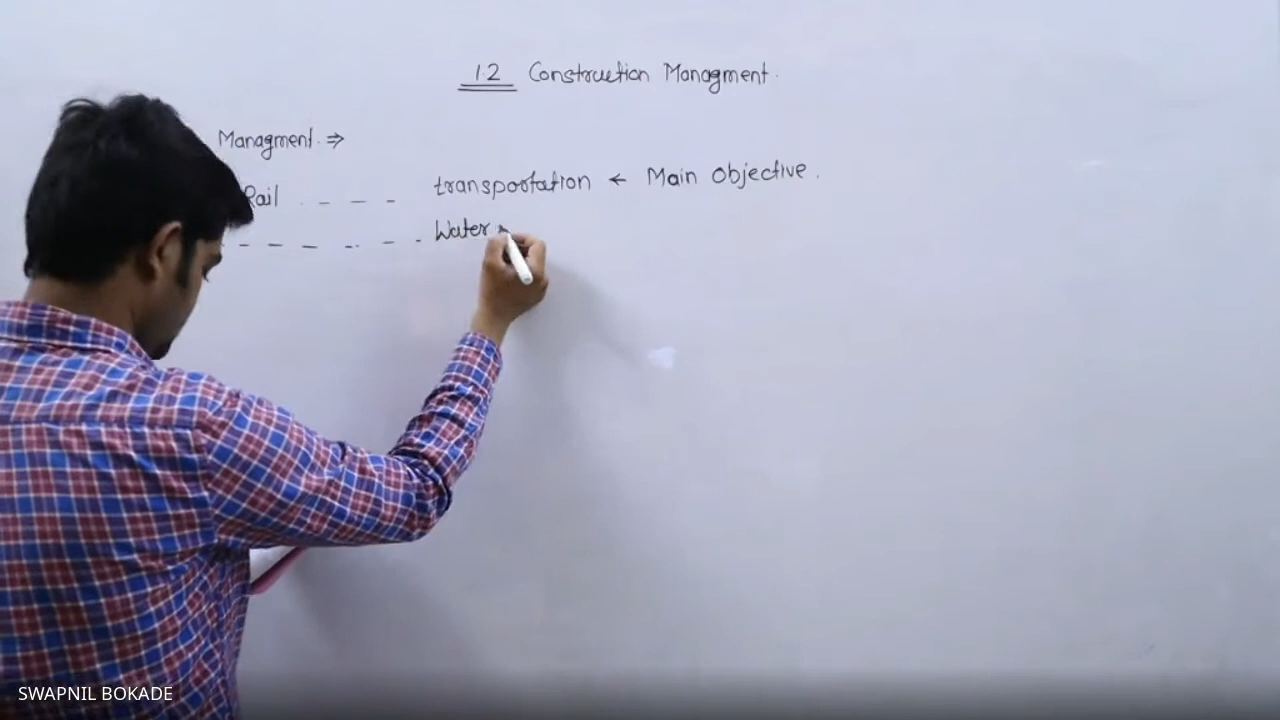 1.2 Construction Managment.
Managment. ⇒
Rail . _ _ _ _ transportation ← Main Objective.
_ _ _ _ . _ . Water
SWAPNIL BOKADE